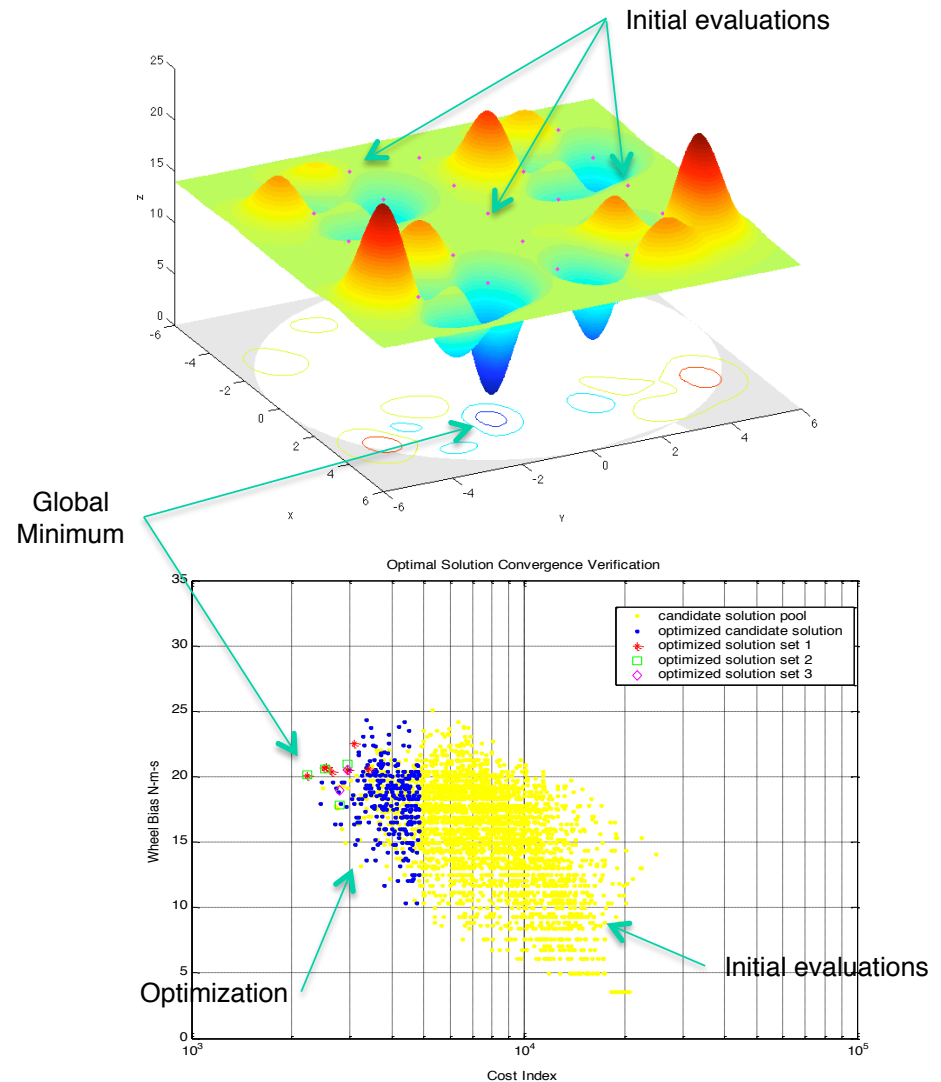 Initial evaluations
25
20
15
10
5
0
z
-6
-4
-2
0
2
4
6
X
-6
-4
-2
0
2
4
6
Y
Global
Minimum
Optimal Solution Convergence Verification
35
30
25
20
15
10
5
0
Wheel Bias N-m-s
candidate solution pool
optimized candidate solution
optimized solution set 1
optimized solution set 2
optimized solution set 3
Optimization
Initial evaluations
10³
10⁴
10⁵
Cost Index